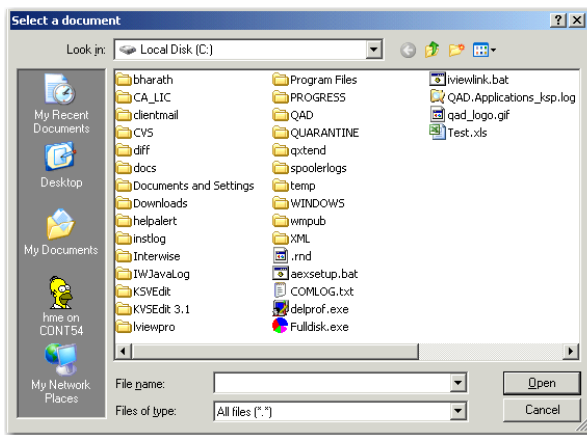 Select a document
Look in:
Local Disk (C:)
My Recent
Documents
Desktop
My Documents
hme on
CONT54
My Network
Places
bharath
CA_LIC
clientmail
CVS
diff
docs
Documents and Settings
Downloads
helpalert
instlog
Interwise
IWJavaLog
KSVEdit
KVSEdit 3.1
lviewpro
Program Files
PROGRESS
QAD
QUARANTINE
qxtend
spoolerlogs
temp
WINDOWS
wmpub
XML
.rnd
aexsetup.bat
COMLOG.txt
delprof.exe
Fulldisk.exe
iviewlink.bat
QAD.Applications_ksp.log
qad_logo.gif
Test.xls
File name:
Open
Files of type:
All files (*.*)
Cancel